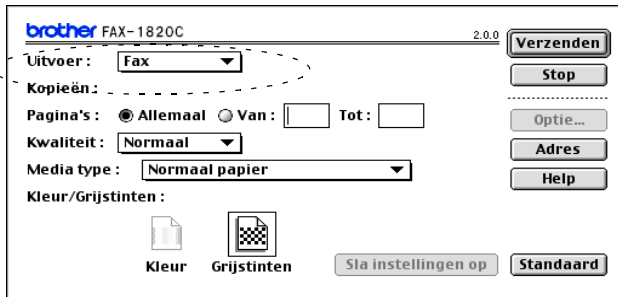 brother FAX-1820C 2.0.0
Verzenden
Uitvoer : Fax
Stop
Kopieën :
Pagina's : Allemaal Van : Tot :
Optie...
Kwaliteit : Normaal
Adres
Media type : Normaal papier
Help
Kleur/Grijstinten :
Kleur Grijstinten
Sla instellingen op
Standaard